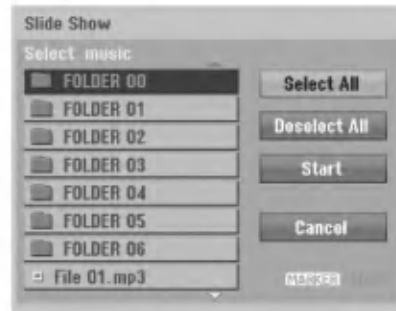 Slide Show
Select music
FOLDER 00
FOLDER 01
FOLDER 02
FOLDER 03
FOLDER 04
FOLDER 05
FOLDER 06
File 01.mp3
Select All
Deselect All
Start
Cancel
MARKER